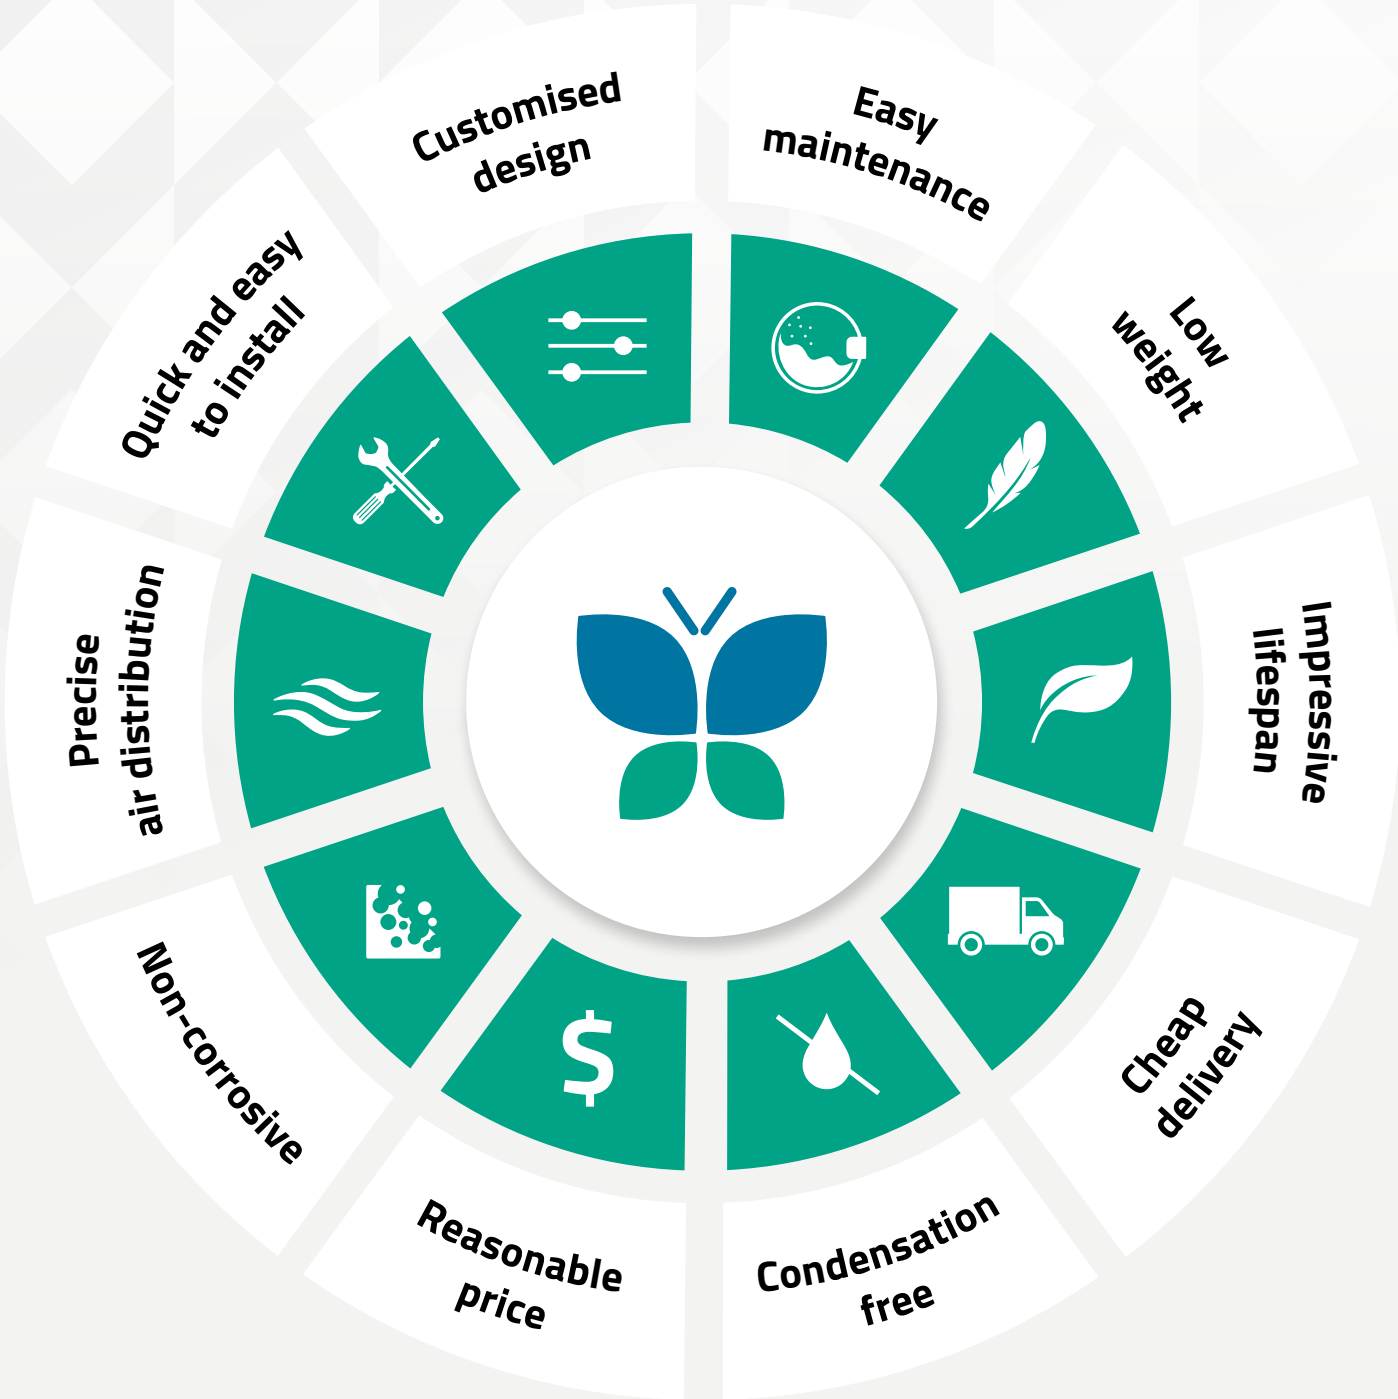 Customised
design
Easy
maintenance
Low
weight
Impressive
lifespan
Cheap
delivery
Condensation
free
Reasonable
price
Non-corrosive
Precise
air distribution
Quick and easy
to install
$